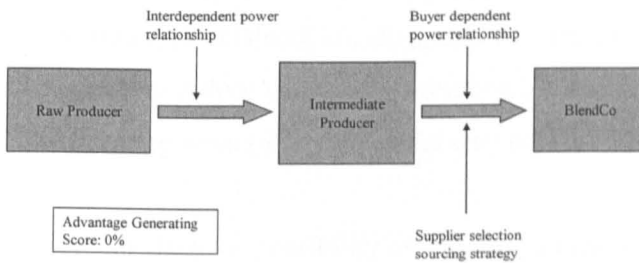 Interdependent power
relationship
Buyer dependent
power relationship
Raw Producer
Intermediate
Producer
BlendCo
Advantage Generating
Score: 0%
Supplier selection
sourcing strategy